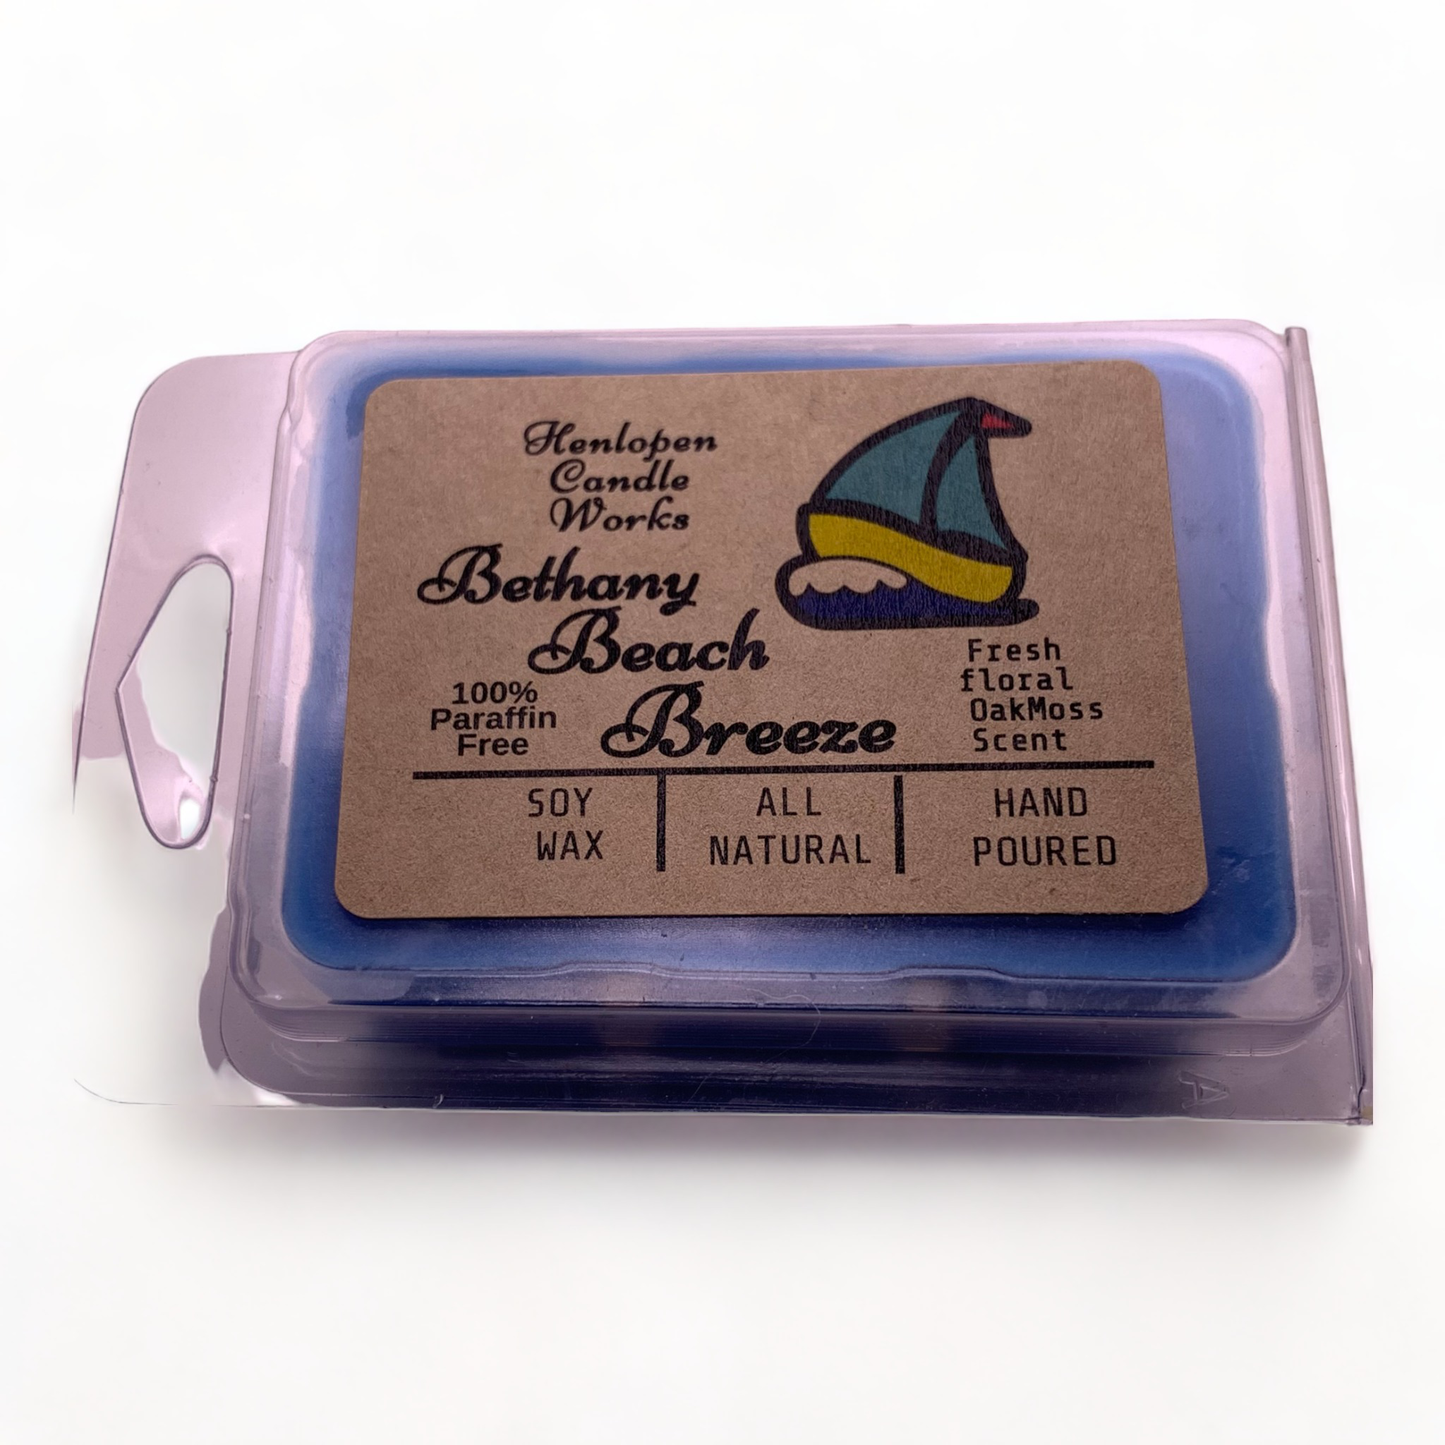 Henlopen
Candle
Works
Bethany
Beach
Breeze
100%
Paraffin
Free
Fresh
floral
OakMoss
Scent
SOY
WAX
ALL
NATURAL
HAND
POURED
A